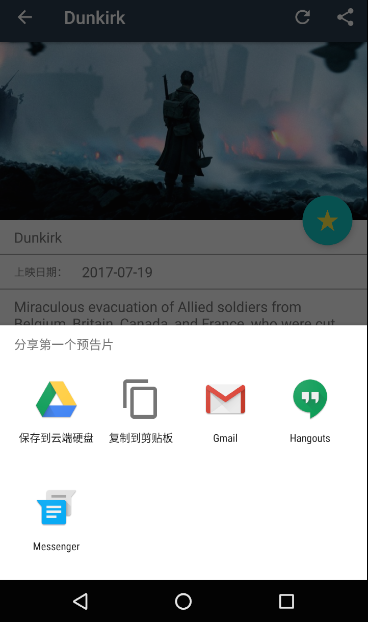 Dunkirk
Dunkirk
上映日期： 2017-07-19
Miraculous evacuation of Allied soldiers from
Belgium, Britain, Canada, and France, who were cut
分享第一个预告片
保存到云端硬盘 复制到剪贴板 Gmail Hangouts
Messenger